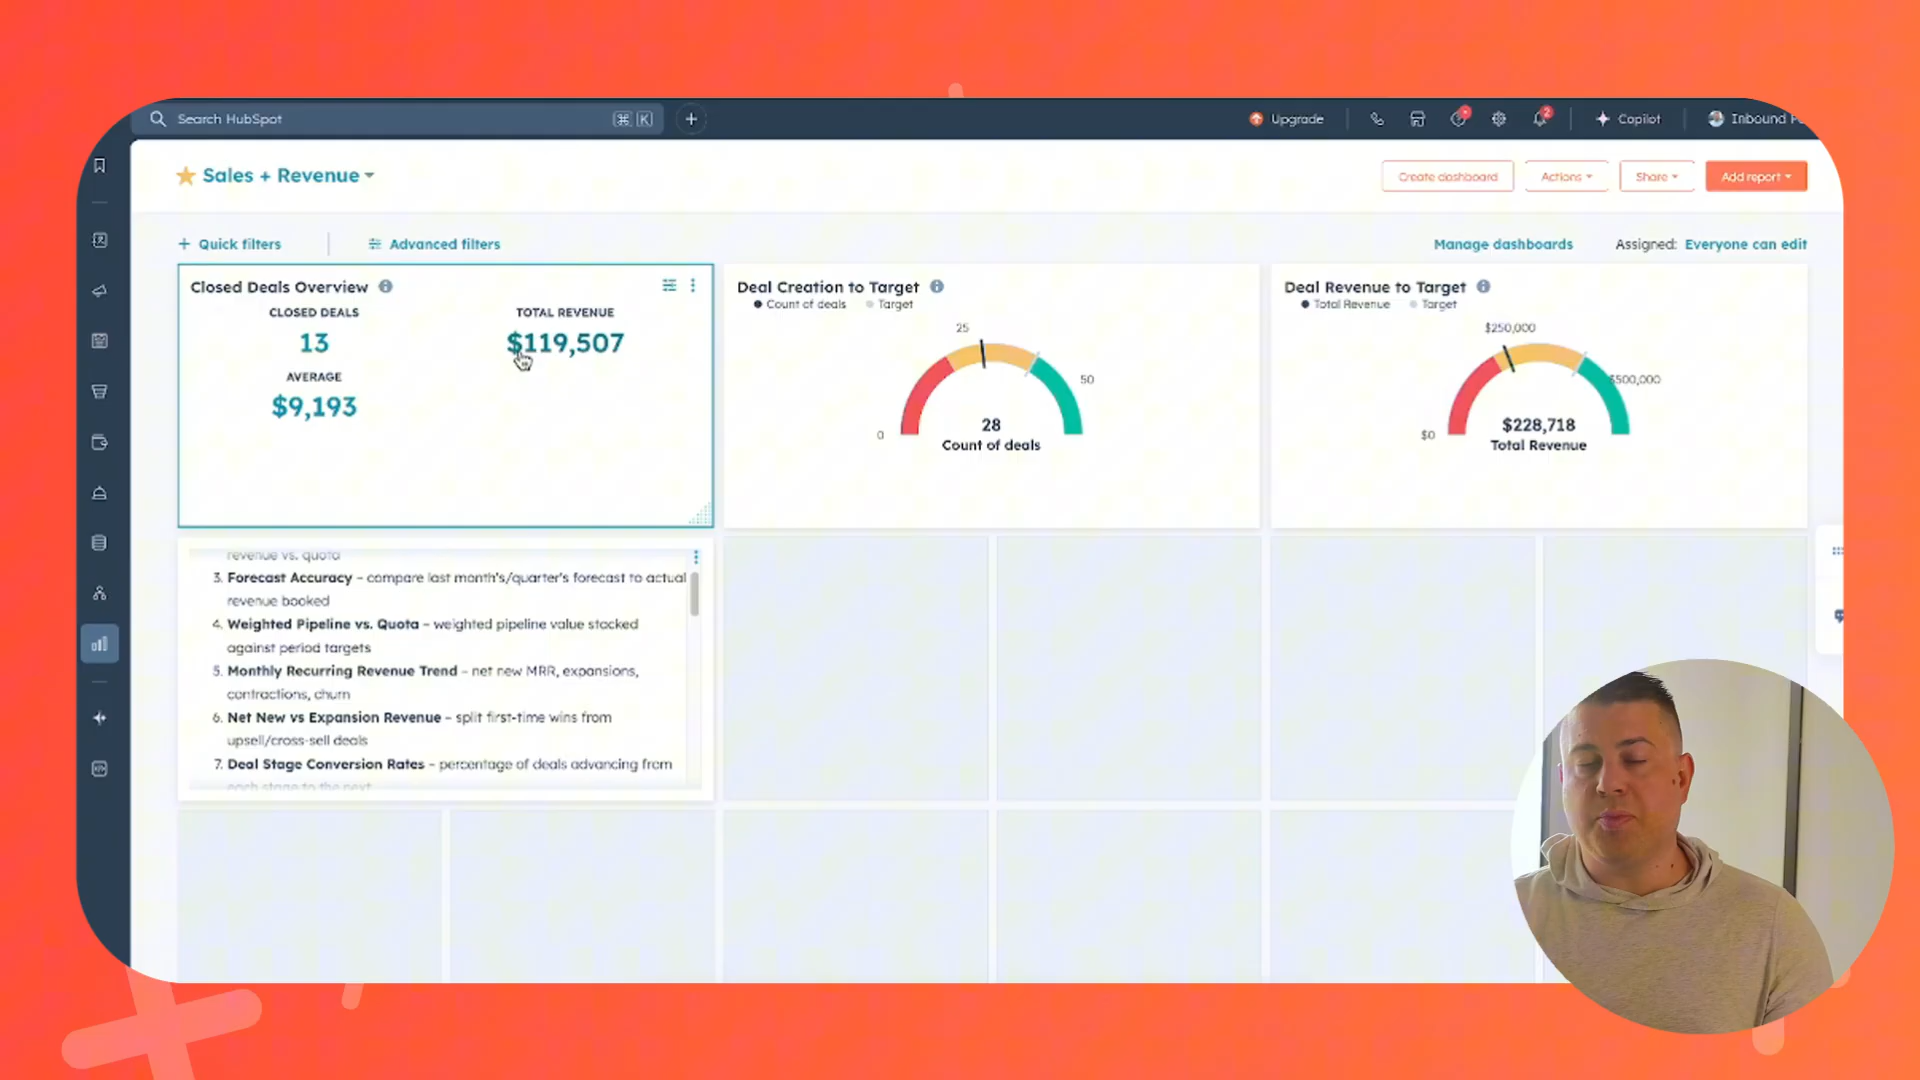 Search HubSpot
⌘ K
+
Upgrade
2
Copilot
Inbound
Sales + Revenue
Create dashboard
Actions
Share
Add report
+ Quick filters
Advanced filters
Manage dashboards
Assigned: Everyone can edit
Closed Deals Overview
CLOSED DEALS
13
TOTAL REVENUE
$119,507
AVERAGE
$9,193
Deal Creation to Target
Count of deals
Target
25
50
0
28
Count of deals
Deal Revenue to Target
Total Revenue
Target
$250,000
$500,000
$0
$228,718
Total Revenue
revenue vs. quota
3. Forecast Accuracy – compare last month's/quarter's forecast to actual
revenue booked
4. Weighted Pipeline vs. Quota – weighted pipeline value stacked
against period targets
5. Monthly Recurring Revenue Trend – net new MRR, expansions,
contractions, churn
6. Net New vs Expansion Revenue – split first-time wins from
upsell/cross-sell deals
7. Deal Stage Conversion Rates – percentage of deals advancing from
each stage to the next